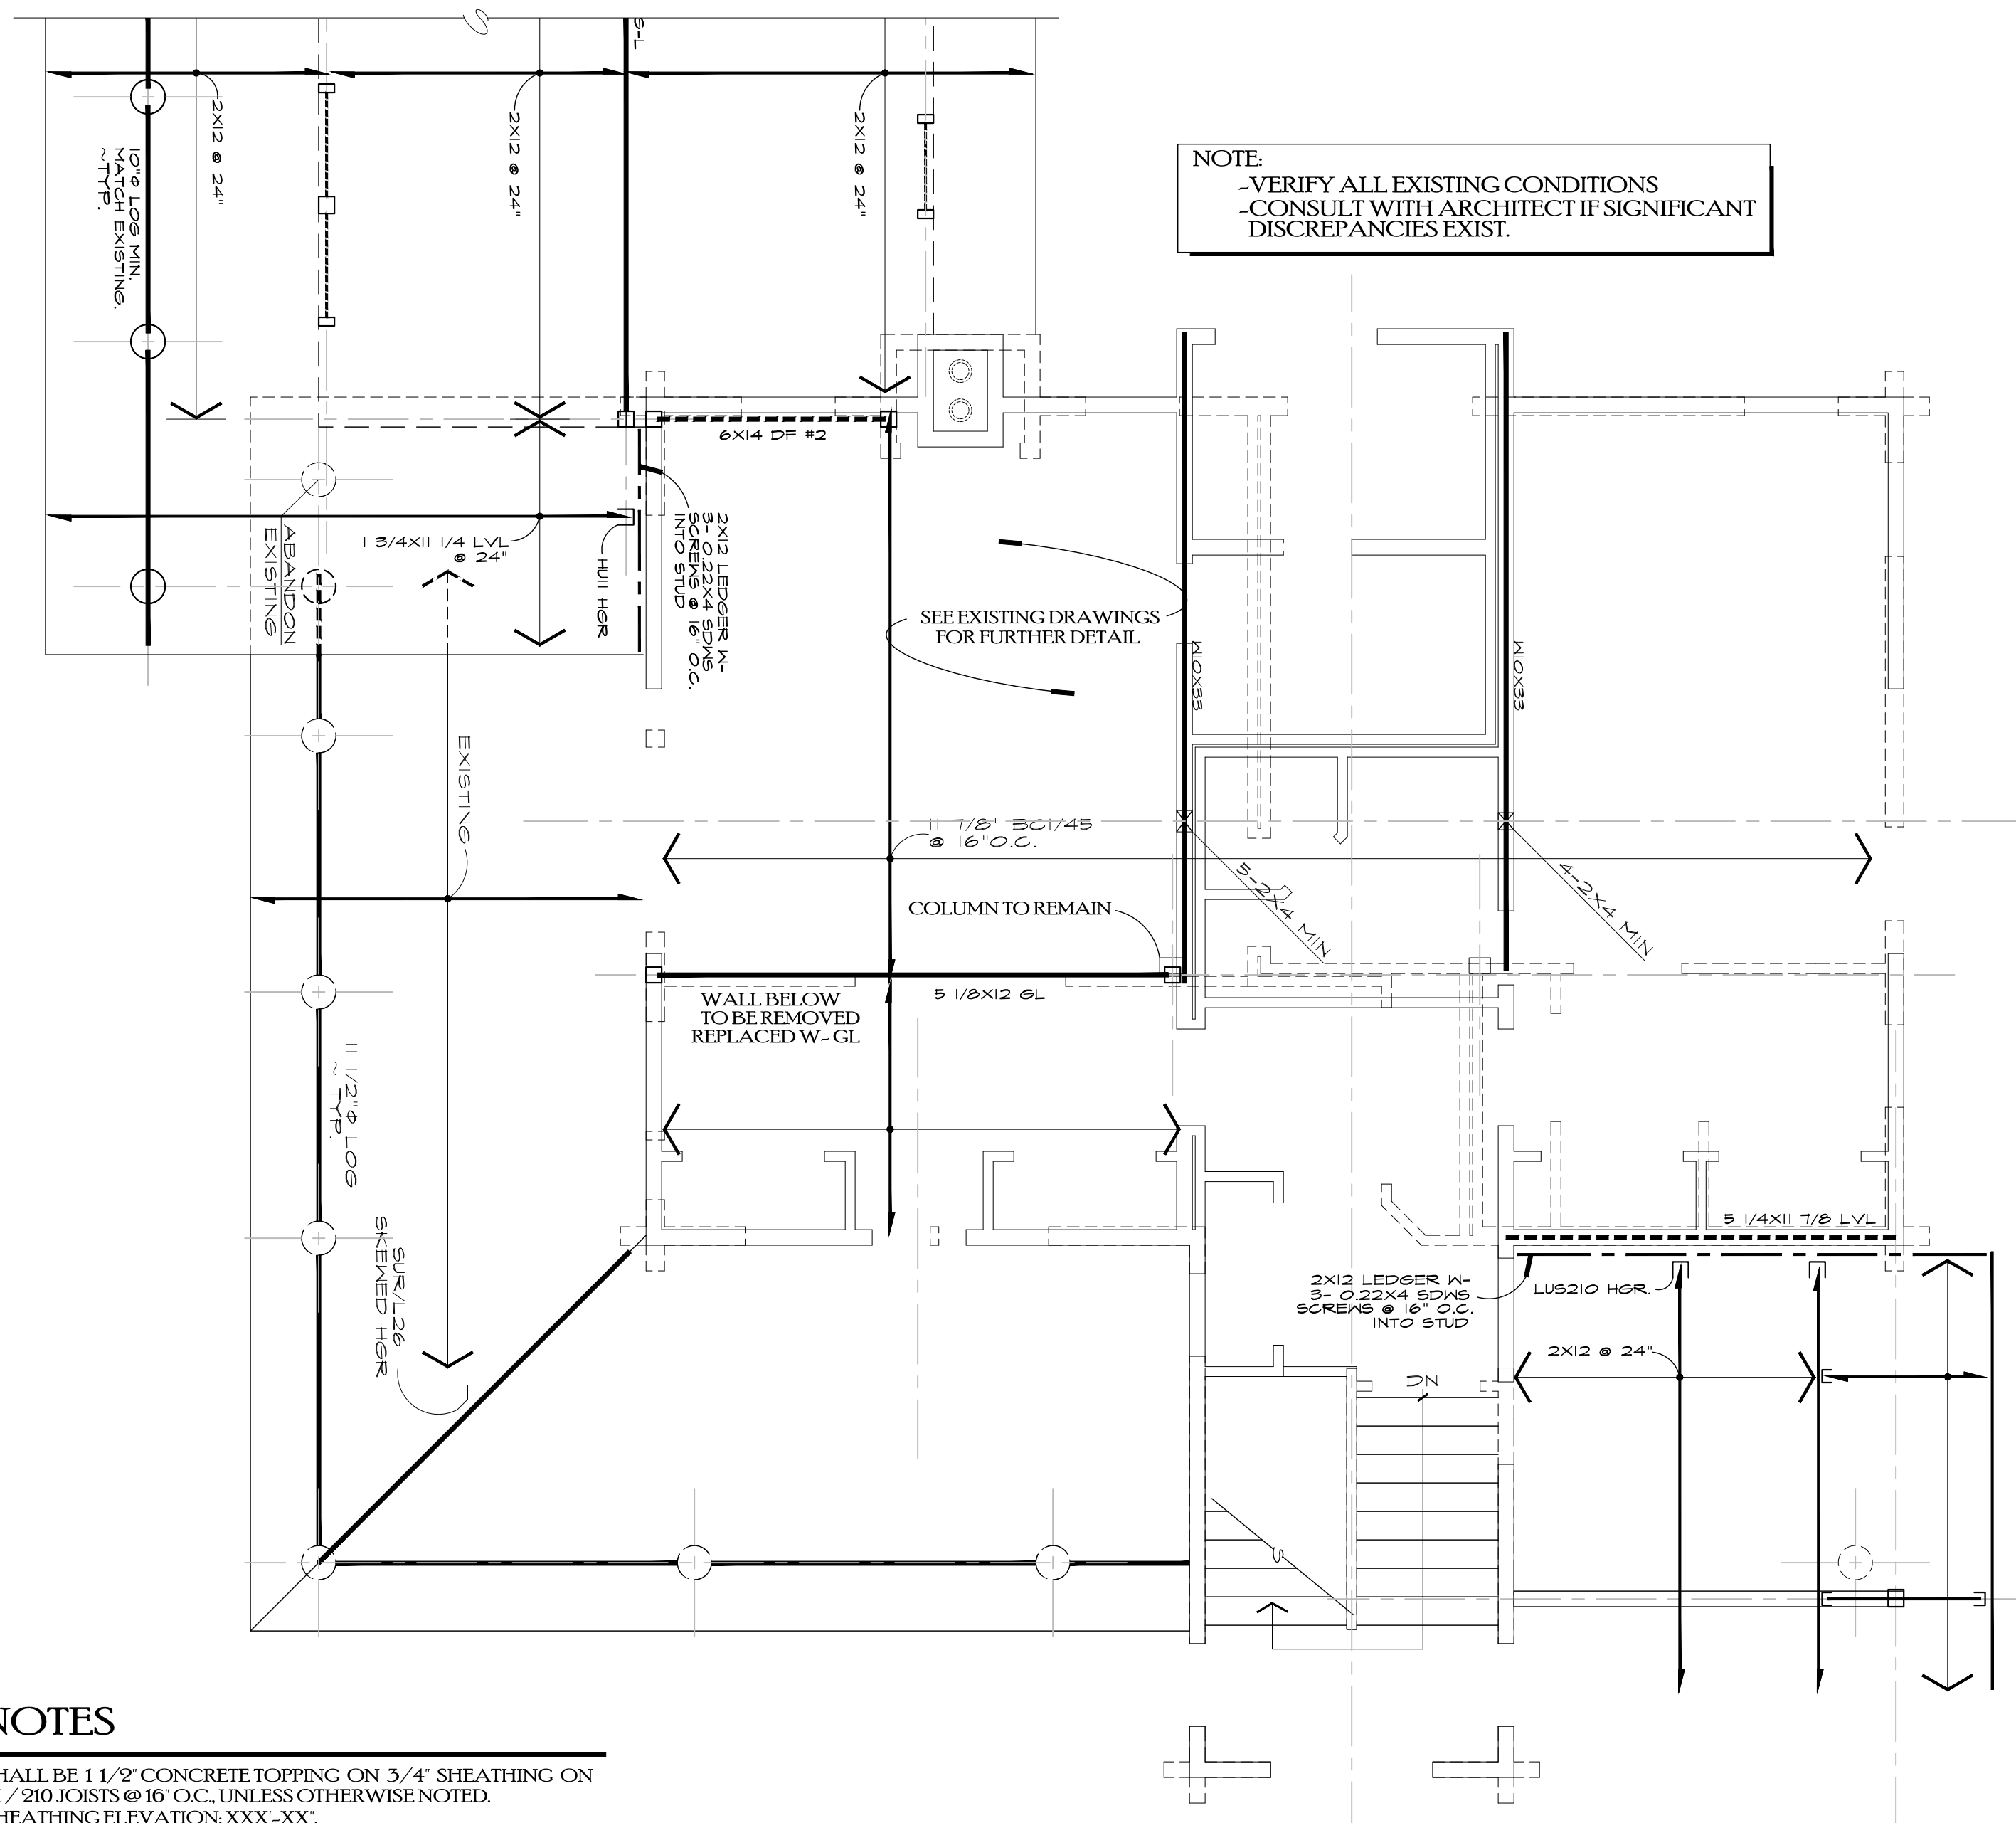 S-L
2X12 @ 24"
2X12 @ 24"
2X12 @ 24"
10"Φ LOG MIN.
MATCH EXISTING.
~TYP.
NOTE:
~VERIFY ALL EXISTING CONDITIONS
~CONSULT WITH ARCHITECT IF SIGNIFICANT
DISCREPANCIES EXIST.
6X14 DF #2
2X12 LEDGER W-
3- 0.22X4 SDWS
SCREWS @ 16" O.C.
INTO STUD
1 3/4X11 1/4 LVL
@ 24"
HU11 HGR
ABANDON
EXISTING
SEE EXISTING DRAWINGS
FOR FURTHER DETAIL
W10X33
W10X33
EXISTING
11 7/8" BC1/45
@ 16"O.C.
5-2X4 MIN
4-2X4 MIN
COLUMN TO REMAIN
WALL BELOW
TO BE REMOVED
REPLACED W~ GL
5 1/8X12 GL
11 1/2"Φ LOG
~ TYP.
SUR/L26
SKEWED HGR
5 1/4X11 7/8 LVL
2X12 LEDGER W-
3- 0.22X4 SDWS
SCREWS @ 16" O.C.
INTO STUD
LUS210 HGR.
2X12 @ 24"
DN
NOTES
HALL BE 1 1/2" CONCRETE TOPPING ON 3/4" SHEATHING ON
/ 210 JOISTS @ 16" O.C., UNLESS OTHERWISE NOTED.
HEATHING ELEVATION: XXX'~XX".